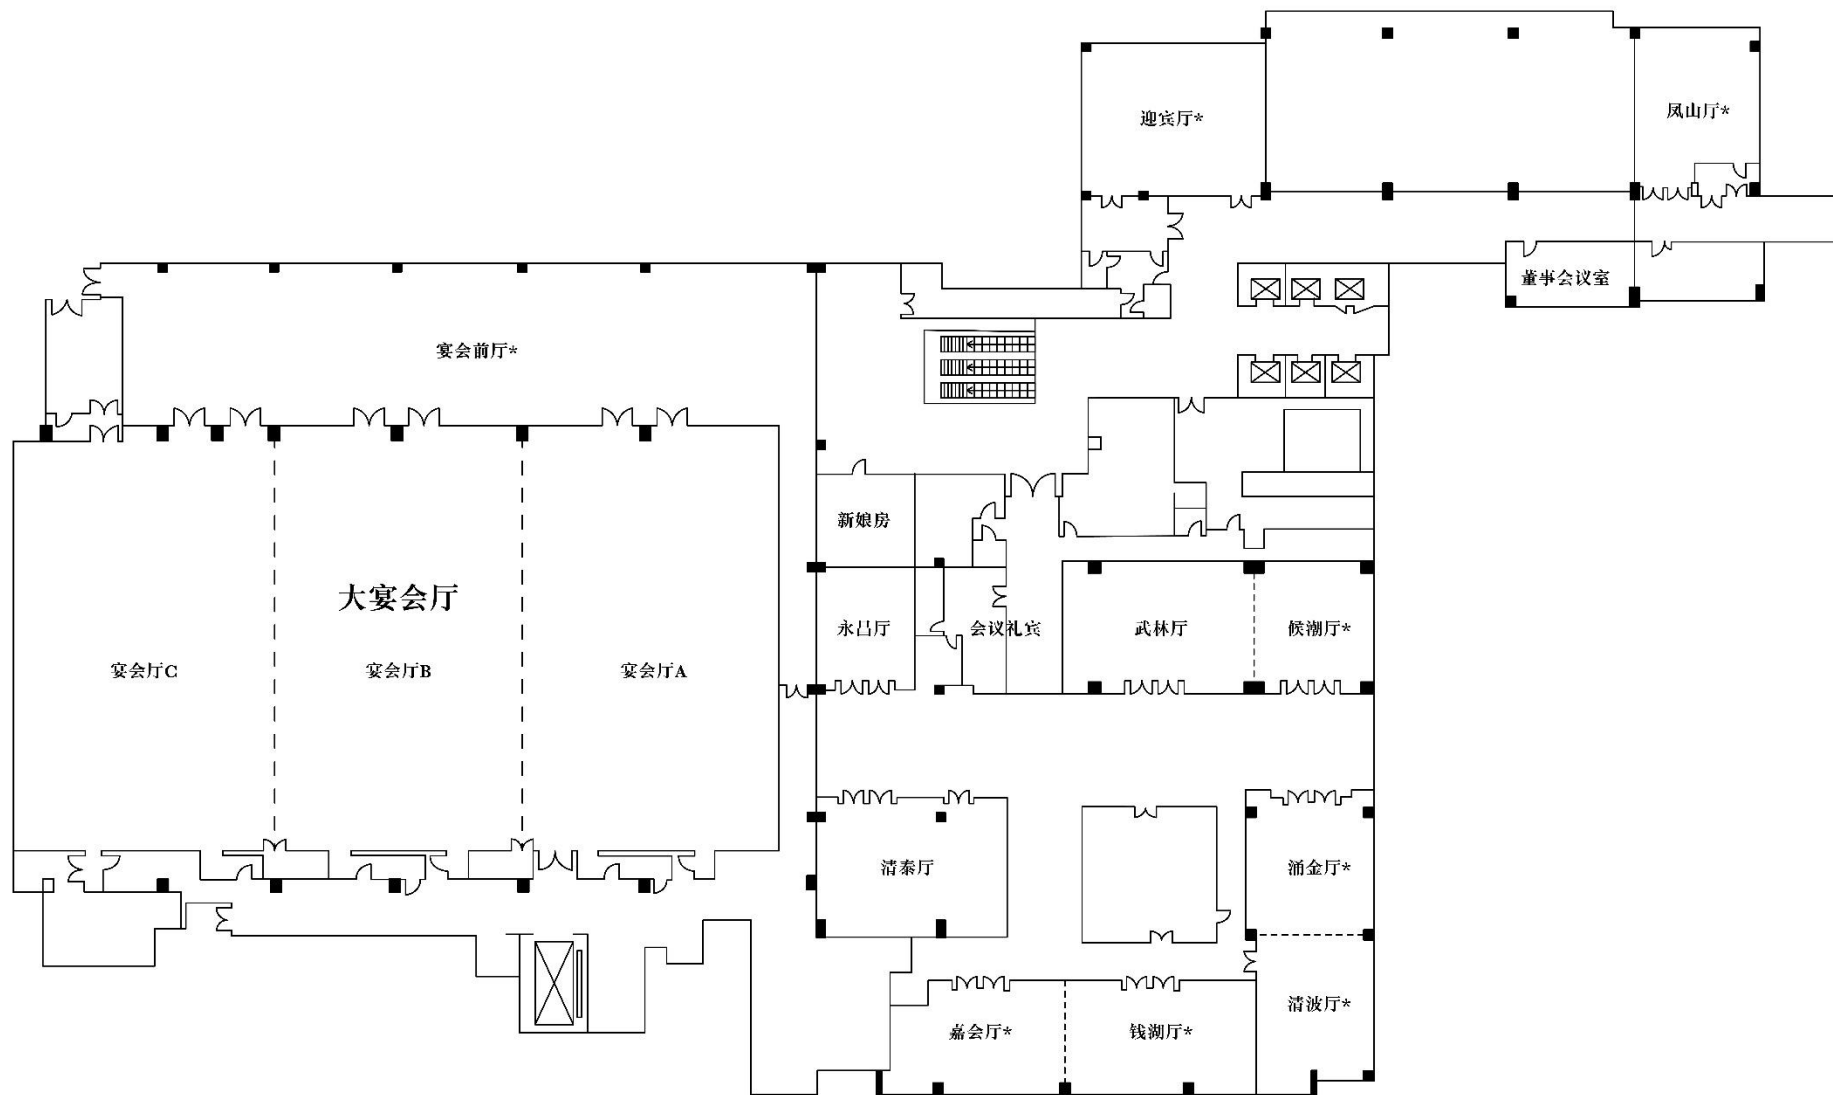 迎宾厅*
凤山厅*
董事会议室
宴会前厅*
新娘房
大宴会厅
永昌厅
会议礼宾
武林厅
候潮厅*
宴会厅C
宴会厅B
宴会厅A
清泰厅
涌金厅*
清波厅*
嘉会厅*
钱湖厅*